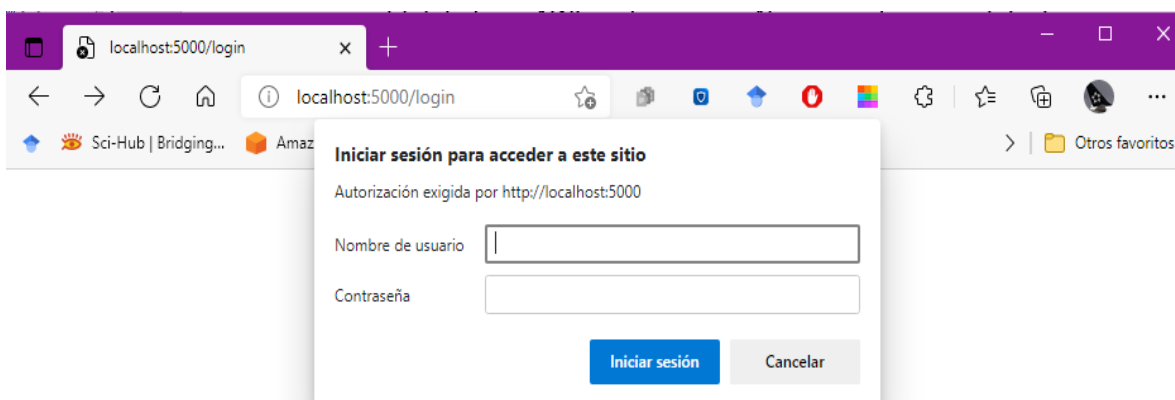 localhost:5000/login
localhost:5000/login
Sci-Hub | Bridging...
Amaz
Otros favoritos
Iniciar sesión para acceder a este sitio
Autorización exigida por http://localhost:5000
Nombre de usuario
Contraseña
Iniciar sesión
Cancelar